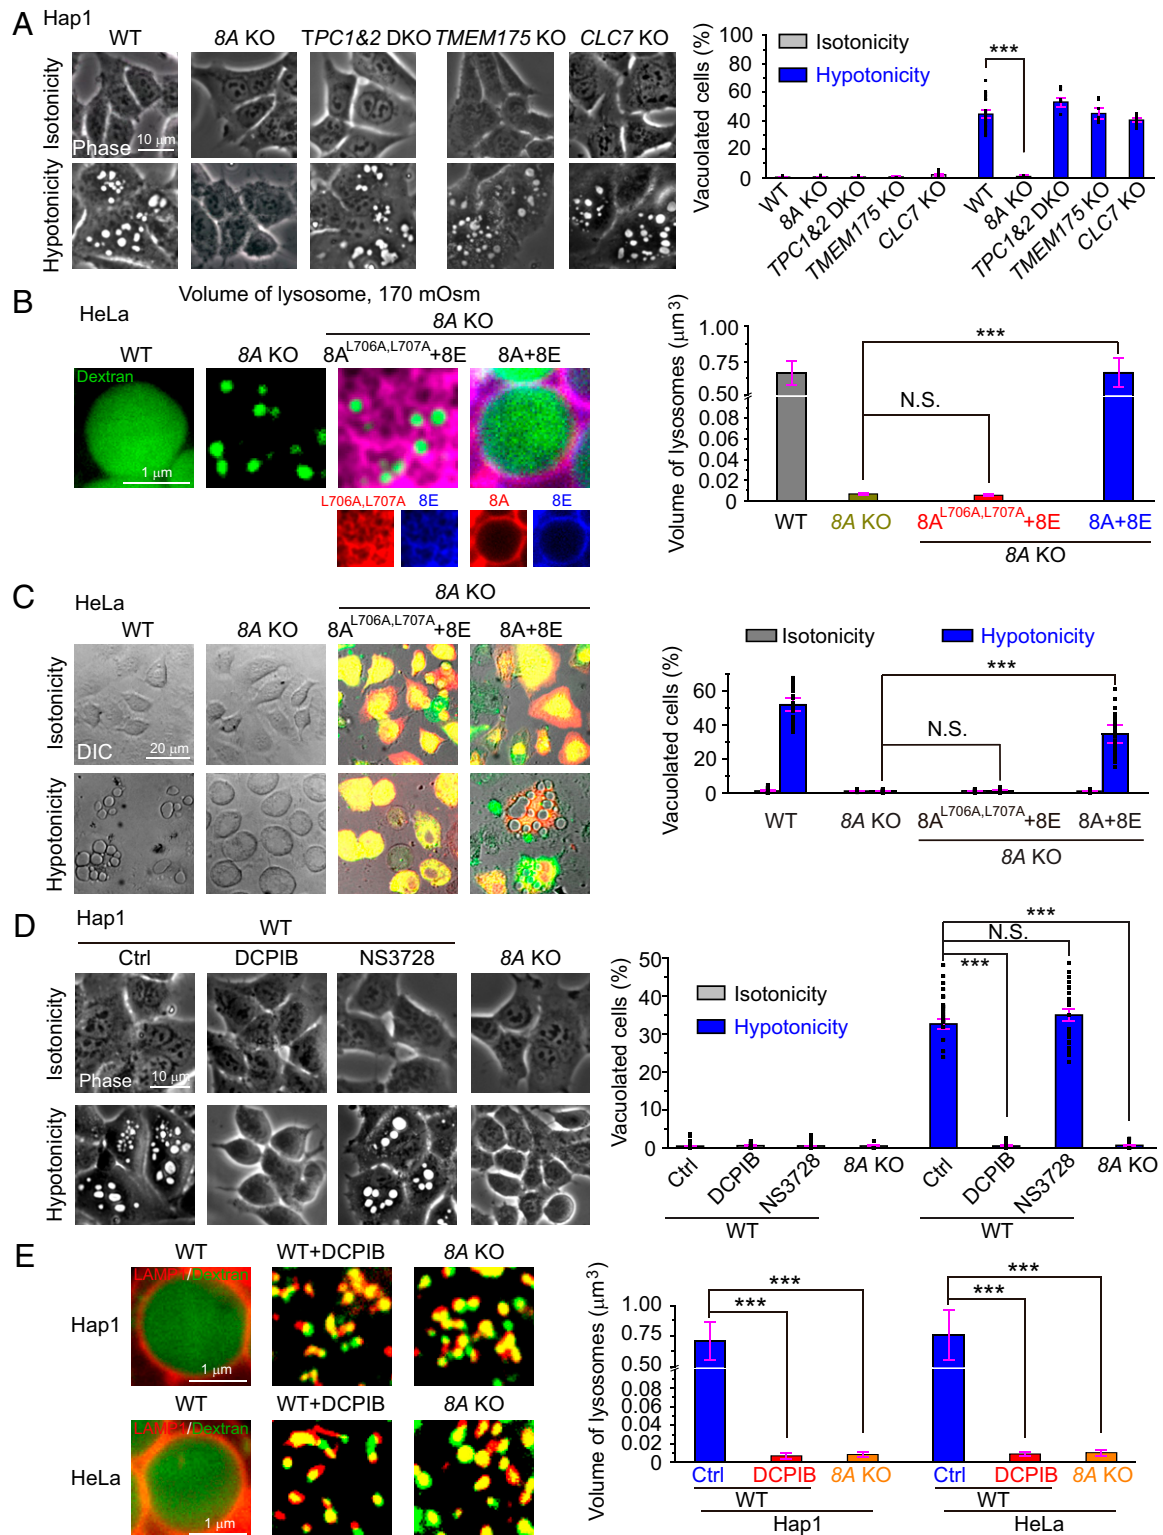 A
Hap1
WT
8A KO
TPC1&2 DKO
TMEM175 KO
CLC7 KO
Isotonicity
Phase
10 µm
Hypotonicity
Vacuolated cells (%)
100
80
60
40
20
0
Isotonicity
Hypotonicity
***
WT
8A KO
TPC1&2 DKO
TMEM175 KO
CLC7 KO
WT
8A KO
TPC1&2 DKO
TMEM175 KO
CLC7 KO
B
Volume of lysosome, 170 mOsm
HeLa
8A KO
WT
8A KO
8A^L706A,L707A+8E
8A+8E
Dextran
1 µm
L706A,L707A
8E
8A
8E
Volume of lysosomes (µm³)
1.00
0.75
0.50
0.08
0.06
0.04
0.02
0
***
N.S.
WT
8A KO
8A^L706A,L707A+8E
8A+8E
8A KO
C
HeLa
8A KO
WT
8A KO
8A^L706A,L707A+8E
8A+8E
Isotonicity
DIC
20 µm
Hypotonicity
Vacuolated cells (%)
60
40
20
0
Isotonicity
Hypotonicity
***
N.S.
WT
8A KO
8A^L706A,L707A+8E
8A+8E
8A KO
D
Hap1
WT
Ctrl
DCPIB
NS3728
8A KO
Isotonicity
Phase
10 µm
Hypotonicity
Vacuolated cells (%)
50
40
30
20
10
0
Isotonicity
Hypotonicity
***
N.S.
***
Ctrl
DCPIB
NS3728
8A KO
Ctrl
DCPIB
NS3728
8A KO
WT
WT
E
WT
WT+DCPIB
8A KO
LAMP1/Dextran
Hap1
1 µm
WT
WT+DCPIB
8A KO
LAMP1/Dextran
HeLa
1 µm
Volume of lysosomes (µm³)
1.00
0.75
0.50
0.08
0.06
0.04
0.02
0
***
***
***
***
Ctrl
DCPIB
8A KO
Ctrl
DCPIB
8A KO
WT
WT
Hap1
HeLa